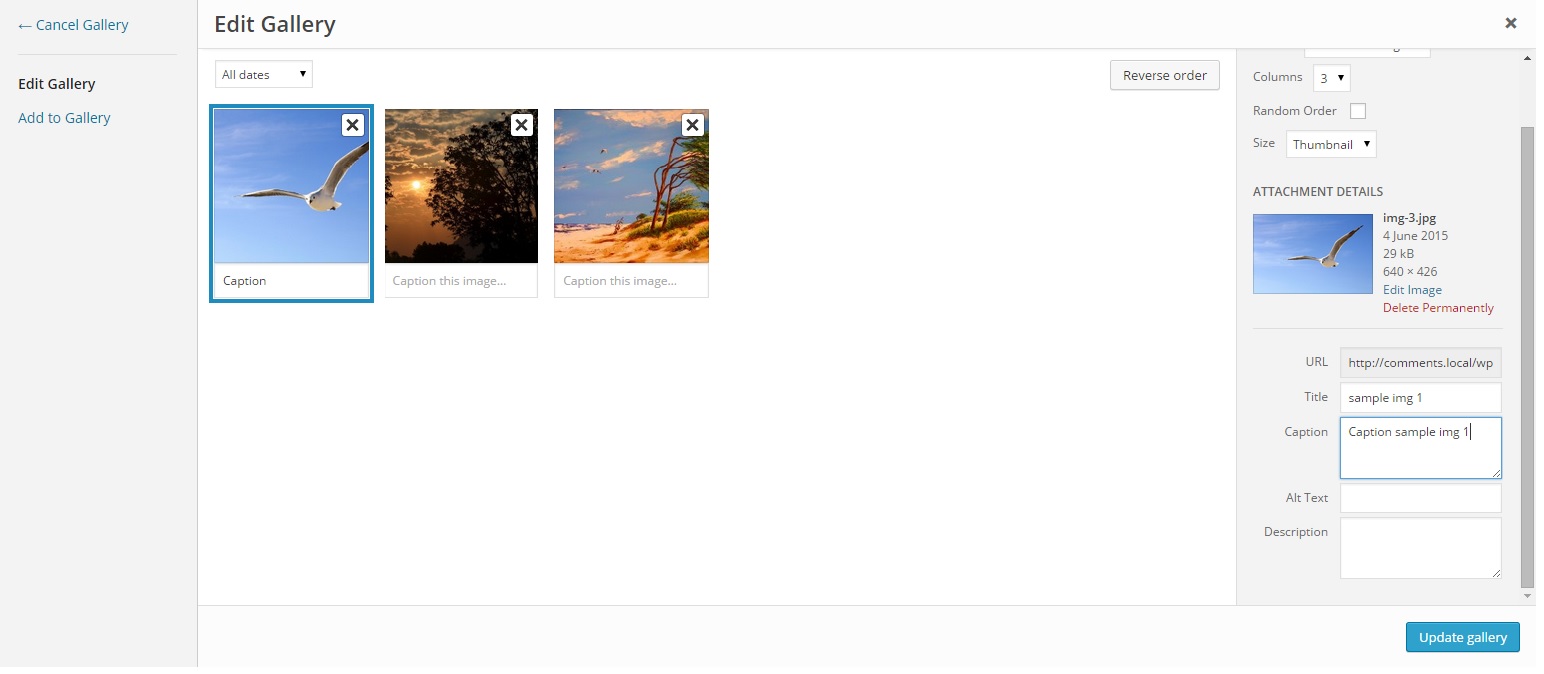 ← Cancel Gallery
Edit Gallery
Add to Gallery
Edit Gallery
All dates
Reverse order
Caption
Caption this image...
Caption this image...
Columns 3
Random Order
Size Thumbnail
ATTACHMENT DETAILS
img-3.jpg
4 June 2015
29 kB
640 × 426
Edit Image
Delete Permanently
URL http://comments.local/wp
Title sample img 1
Caption Caption sample img 1
Alt Text
Description
Update gallery